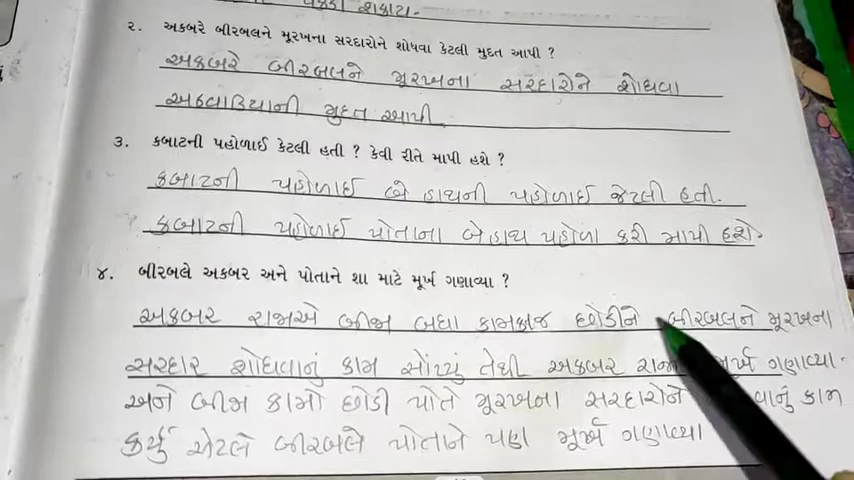 ૨. અકબરે બીરબલને મૂરખના સરદારોને શોધવા કેટલી મુદત આપી ?
અકબરે બીરબલને મૂરખના સરદારોને શોધવા
અઠવાડિયાની મુદત આપી
૩. કબાટની પહોળાઈ કેટલી હતી ? કેવી રીતે માપી હશે ?
કબાટની પહોળાઈ બે હાથની પહોળાઈ જેટલી હતી.
કબાટની પહોળાઈ પોતાના બે હાથ પહોળા કરી માપી હશે.
૪. બીરબલે અકબર અને પોતાને શા માટે મૂર્ખ ગણાવ્યા ?
અકબર રાજાએ બીજા બધા કામકાજ છોડીને બીરબલને મૂરખના
સરદાર શોધવાનું કામ સોંપ્યું તેથી અકબર રાજા મૂર્ખ ગણાવ્યા.
અને બીજા કામો છોડી પોતે મૂરખના સરદારોને કામ
કર્યું એટલે બીરબલે પોતાને પણ મૂર્ખ ગણાવ્યા